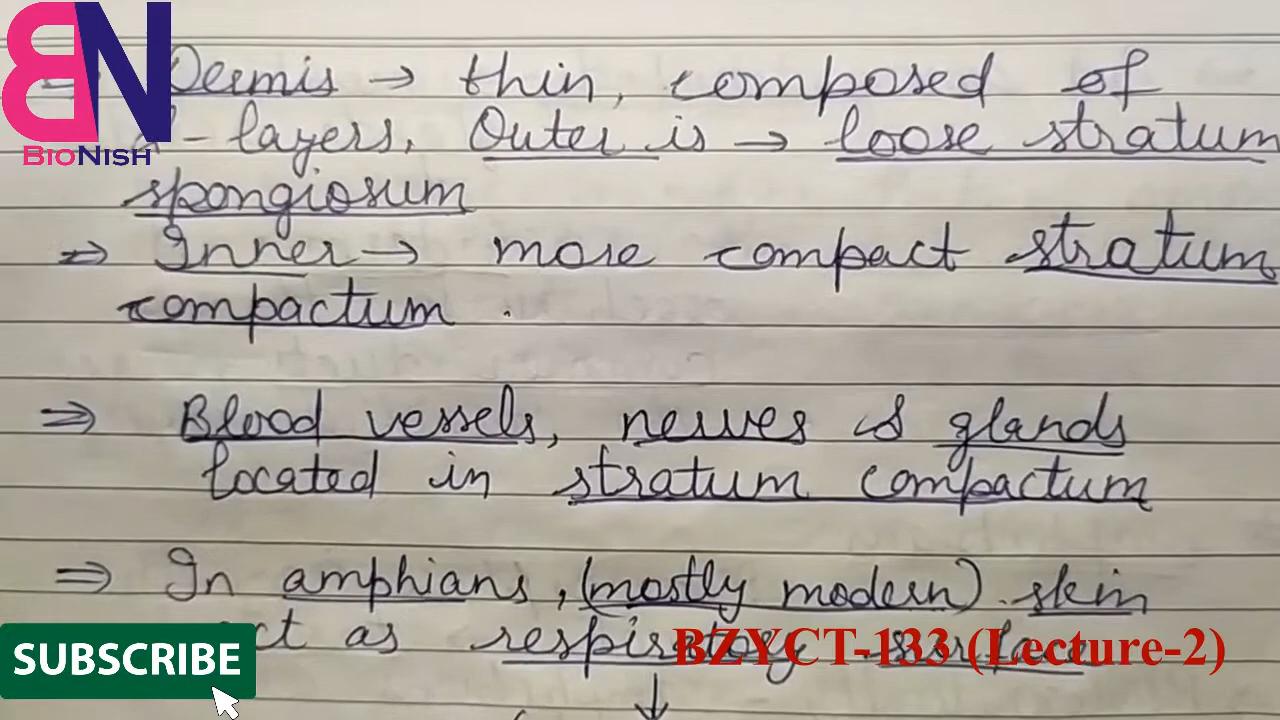 BN
BIONISH
⇒ Dermis → thin, composed of
2-layers. Outer is → loose stratum
spongiosum
⇒ Inner → more compact stratum
compactum.
⇒ Blood vessels, nerves & glands
located in stratum compactum
⇒ In amphians, (mostly modern) skin
act as respiratory surface
↓
SUBSCRIBE
BZYCT-133 (Lecture-2)